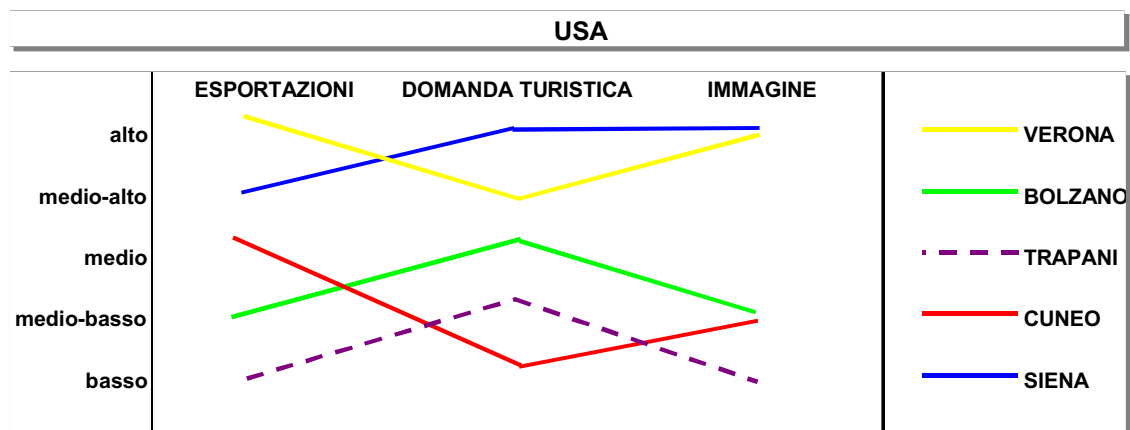 USA
ESPORTAZIONI DOMANDA TURISTICA IMMAGINE
alto
medio-alto
medio
medio-basso
basso
VERONA
BOLZANO
TRAPANI
CUNEO
SIENA